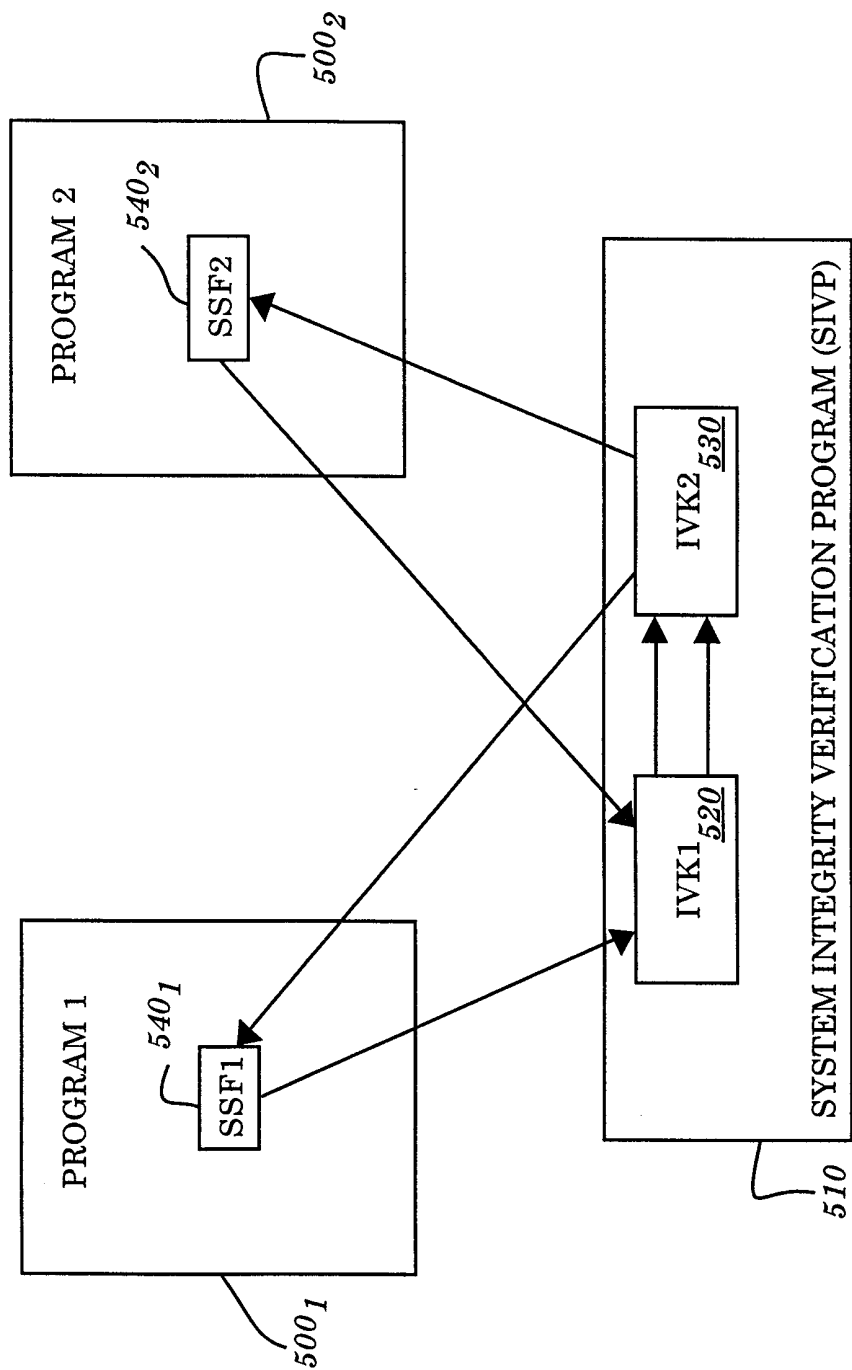 PROGRAM 1
540₁
SSF1
500₁
PROGRAM 2
540₂
SSF2
500₂
IVK1
520
IVK2
530
SYSTEM INTEGRITY VERIFICATION PROGRAM (SIVP)
510